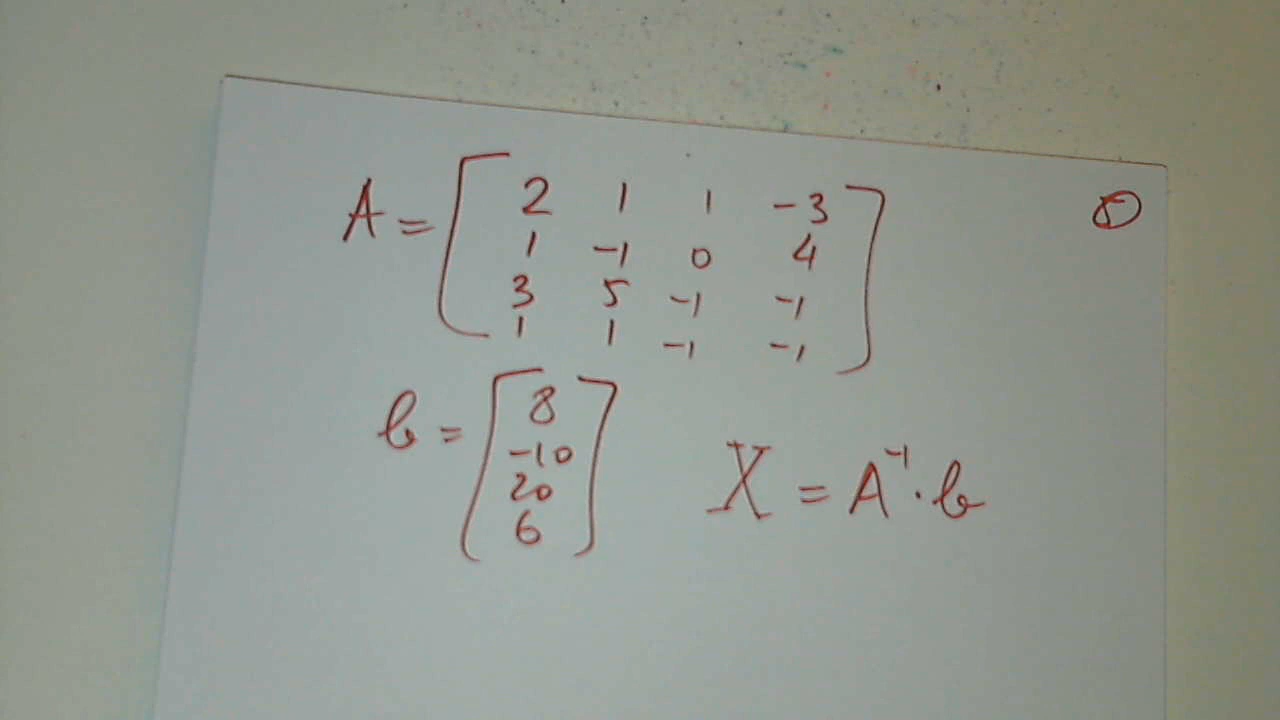 5
A = [ 2 1 1 -3
1 -1 0 4
3 5 -1 -1
1 1 -1 -1 ]
b = [ 8
-10
20
6 ]
X = A⁻¹ · b